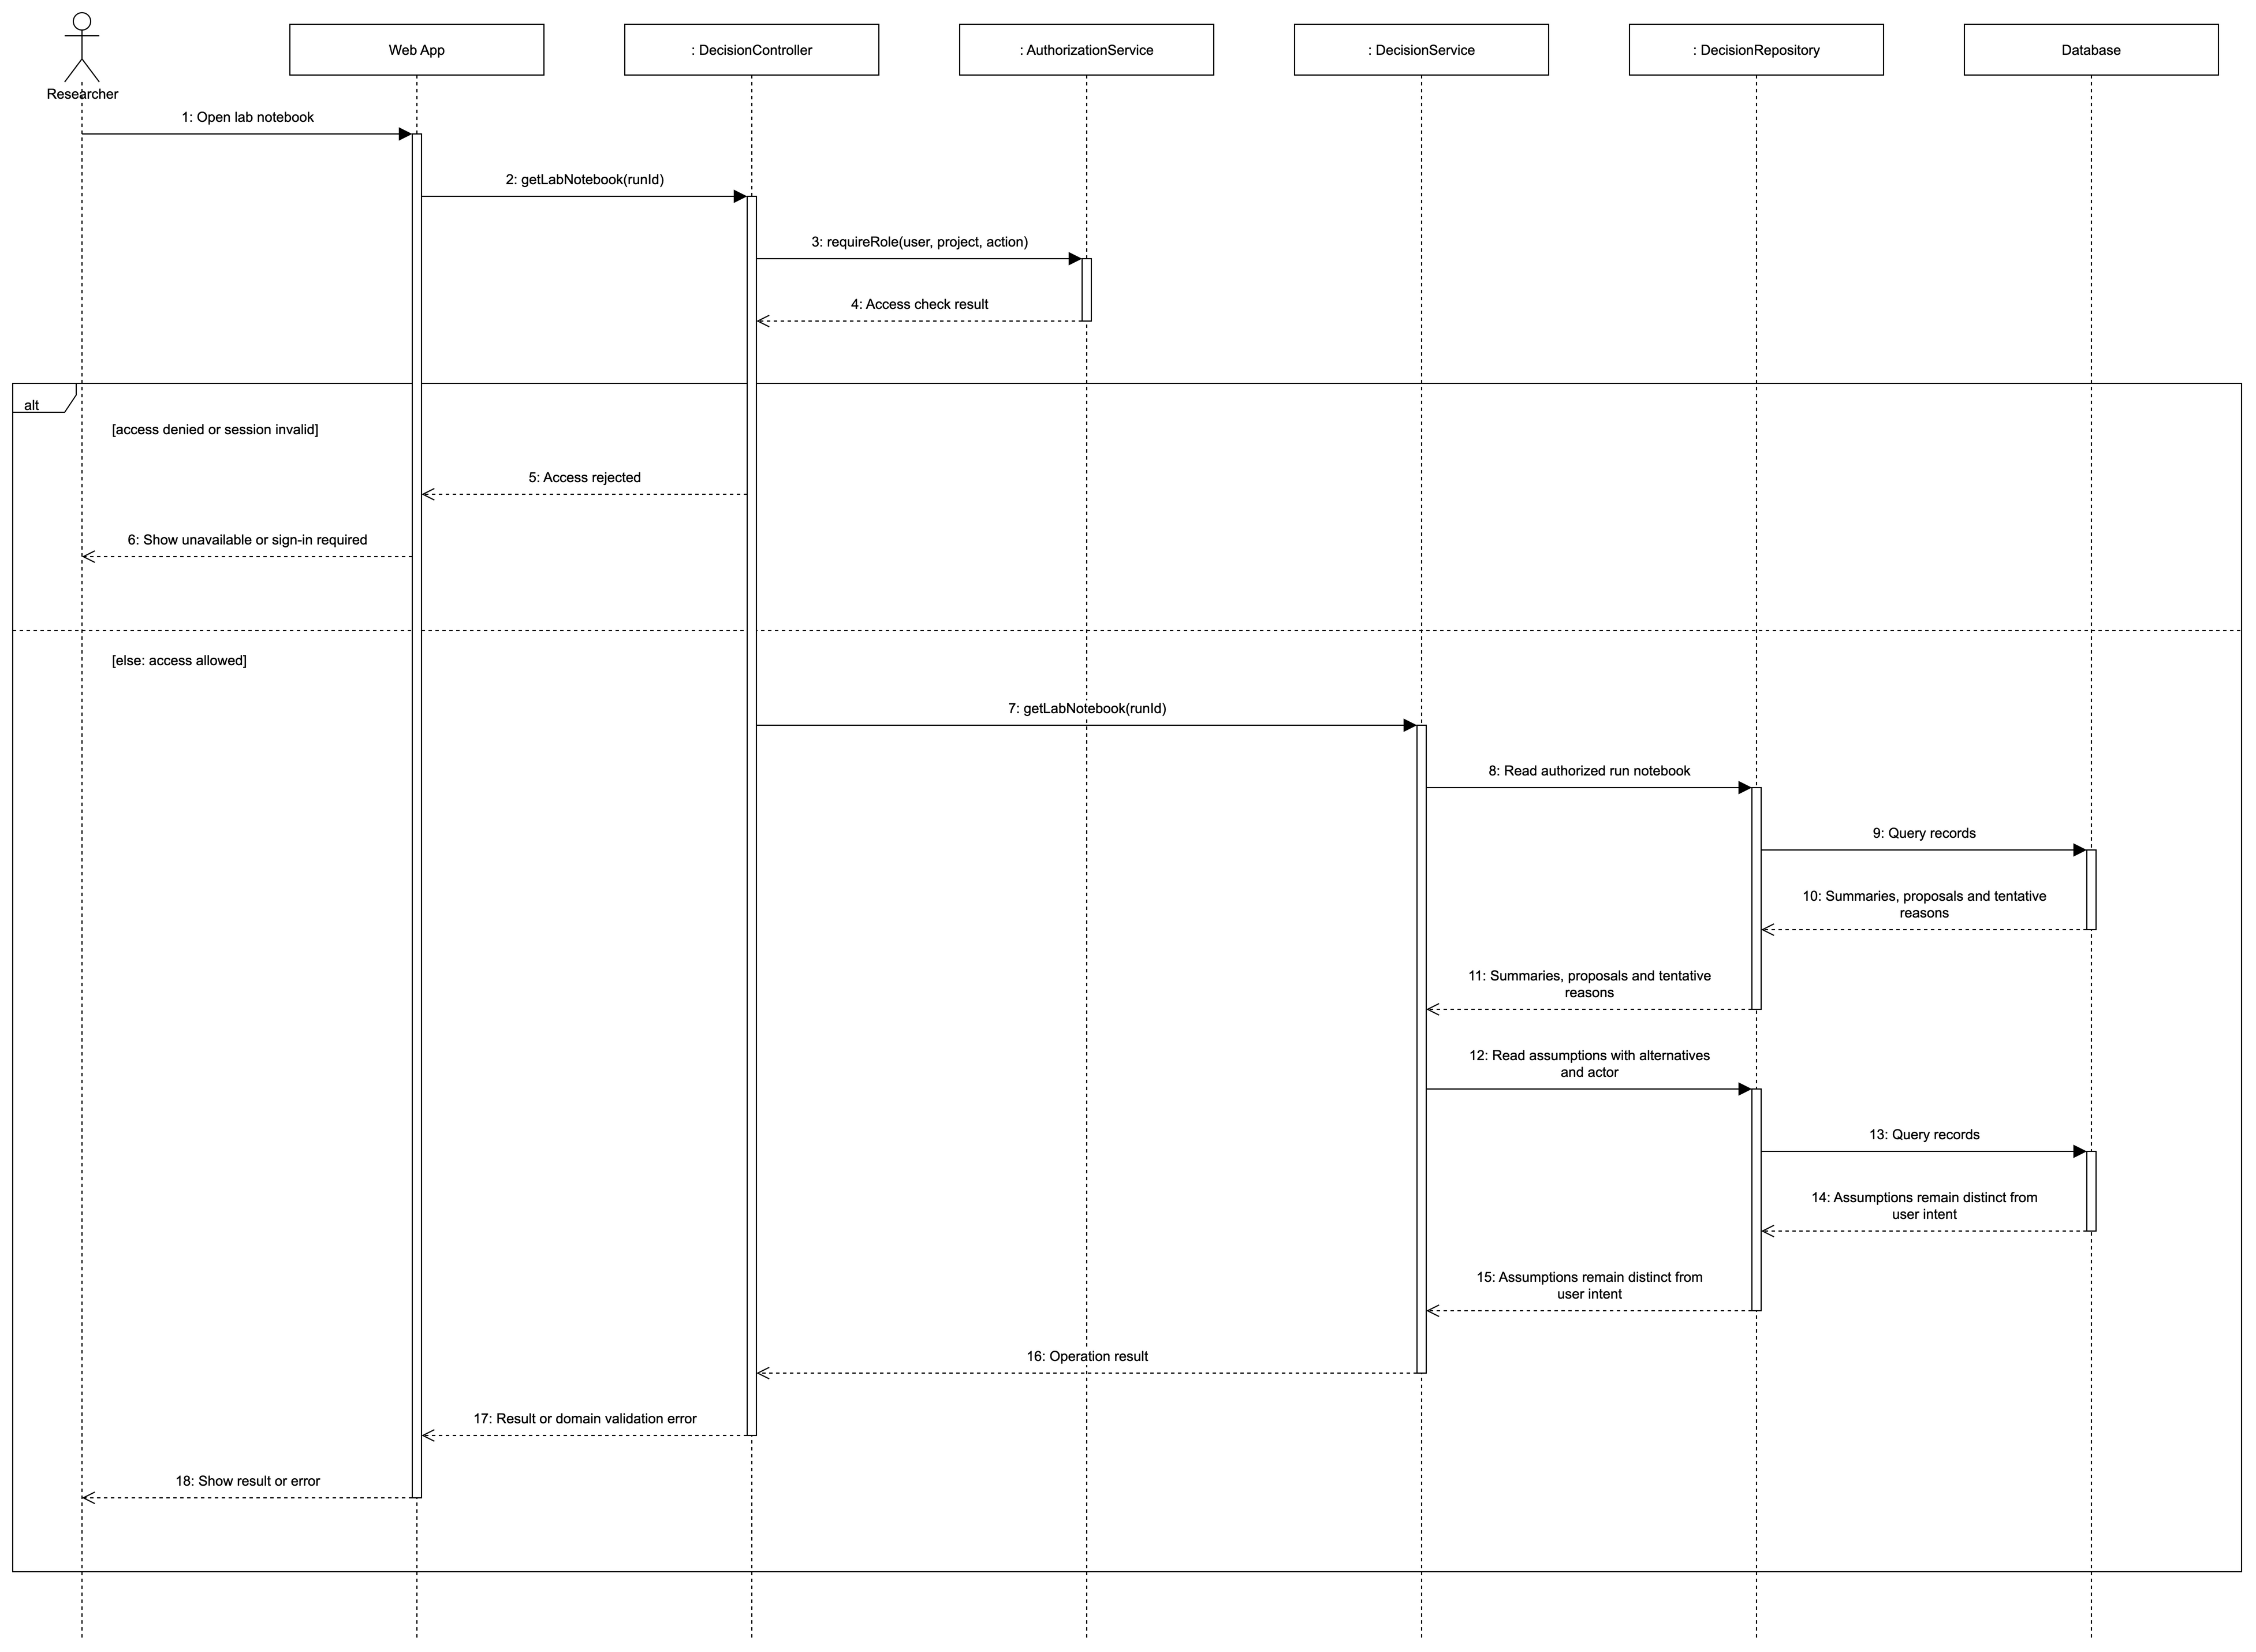 Researcher
Web App
: DecisionController
: AuthorizationService
: DecisionService
: DecisionRepository
Database
1: Open lab notebook
2: getLabNotebook(runId)
3: requireRole(user, project, action)
4: Access check result
alt
[access denied or session invalid]
5: Access rejected
6: Show unavailable or sign-in required
[else: access allowed]
7: getLabNotebook(runId)
8: Read authorized run notebook
9: Query records
10: Summaries, proposals and tentative
reasons
11: Summaries, proposals and tentative
reasons
12: Read assumptions with alternatives
and actor
13: Query records
14: Assumptions remain distinct from
user intent
15: Assumptions remain distinct from
user intent
16: Operation result
17: Result or domain validation error
18: Show result or error